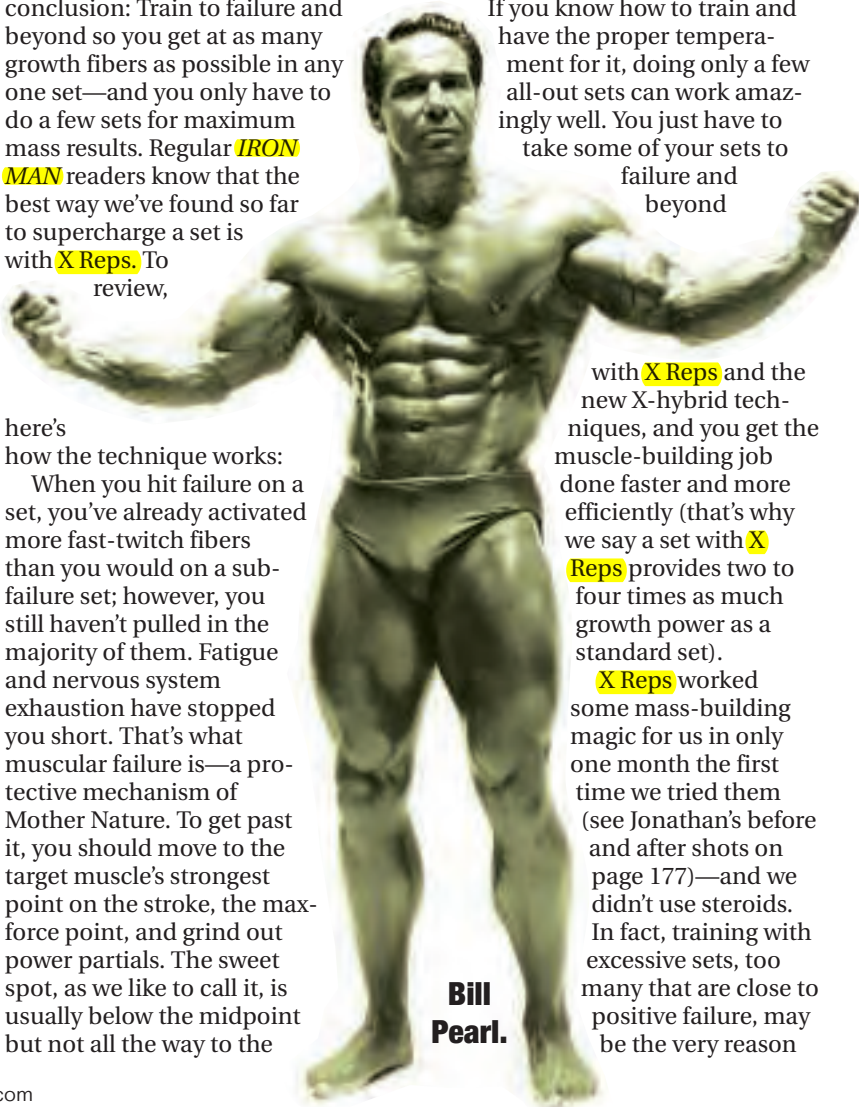 conclusion: Train to failure and
beyond so you get at as many
growth fibers as possible in any
one set—and you only have to
do a few sets for maximum
mass results. Regular IRON
MAN readers know that the
best way we've found so far
to supercharge a set is
with X Reps. To
review,
here's
how the technique works:
When you hit failure on a
set, you've already activated
more fast-twitch fibers
than you would on a sub-
failure set; however, you
still haven't pulled in the
majority of them. Fatigue
and nervous system
exhaustion have stopped
you short. That's what
muscular failure is—a pro-
tective mechanism of
Mother Nature. To get past
it, you should move to the
target muscle's strongest
point on the stroke, the max-
force point, and grind out
power partials. The sweet
spot, as we like to call it, is
usually below the midpoint
but not all the way to the
If you know how to train and
have the proper tempera-
ment for it, doing only a few
all-out sets can work amaz-
ingly well. You just have to
take some of your sets to
failure and
beyond
with X Reps and the
new X-hybrid tech-
niques, and you get the
muscle-building job
done faster and more
efficiently (that's why
we say a set with X
Reps provides two to
four times as much
growth power as a
standard set).
X Reps worked
some mass-building
magic for us in only
one month the first
time we tried them
(see Jonathan's before
and after shots on
page 177)—and we
didn't use steroids.
In fact, training with
excessive sets, too
many that are close to
positive failure, may
be the very reason
Bill
Pearl.
com